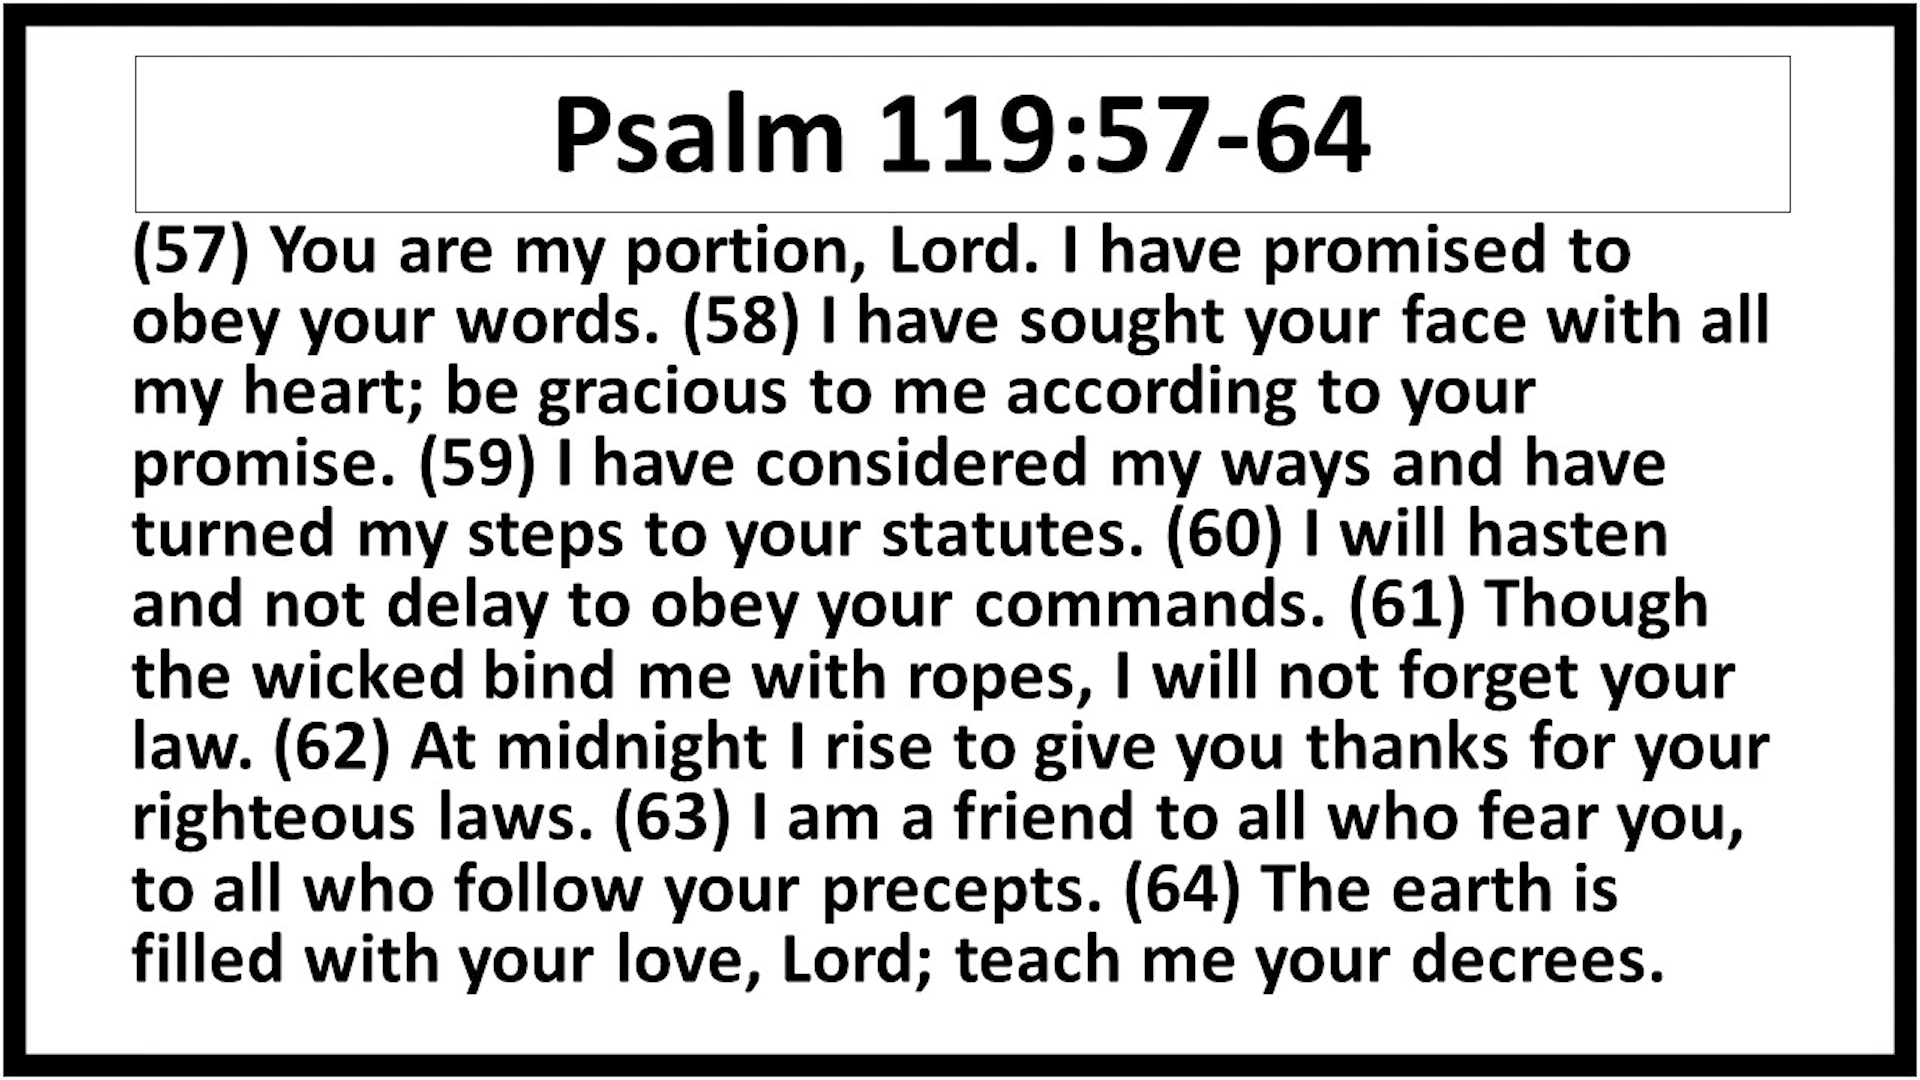 Psalm 119:57-64
(57) You are my portion, Lord. I have promised to
obey your words. (58) I have sought your face with all
my heart; be gracious to me according to your
promise. (59) I have considered my ways and have
turned my steps to your statutes. (60) I will hasten
and not delay to obey your commands. (61) Though
the wicked bind me with ropes, I will not forget your
law. (62) At midnight I rise to give you thanks for your
righteous laws. (63) I am a friend to all who fear you,
to all who follow your precepts. (64) The earth is
filled with your love, Lord; teach me your decrees.